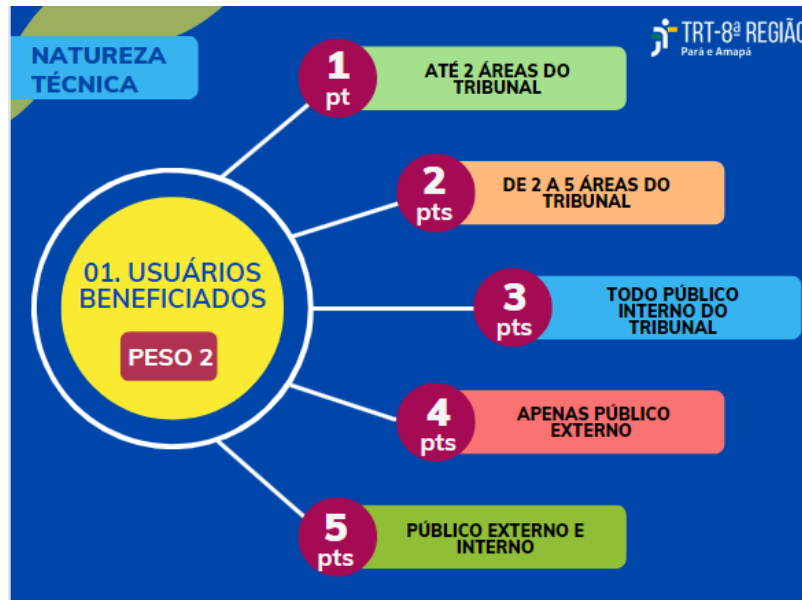 NATUREZA
TÉCNICA
TRT-8ª REGIÃO
Pará e Amapá
1
pt
ATÉ 2 ÁREAS DO
TRIBUNAL
2
pts
DE 2 A 5 ÁREAS DO
TRIBUNAL
01. USUÁRIOS
BENEFICIADOS
PESO 2
3
pts
TODO PÚBLICO
INTERNO DO
TRIBUNAL
4
pts
APENAS PÚBLICO
EXTERNO
5
pts
PÚBLICO EXTERNO E
INTERNO